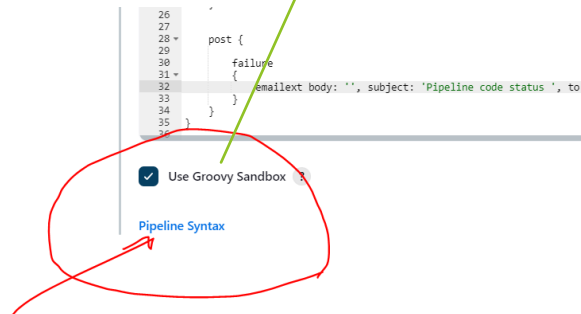 26
27
28 post {
29
30 failure
31 {
32 emailext body: '', subject: 'Pipeline code status ', to
33 }
34 }
35 }
36
Use Groovy Sandbox ?
Pipeline Syntax